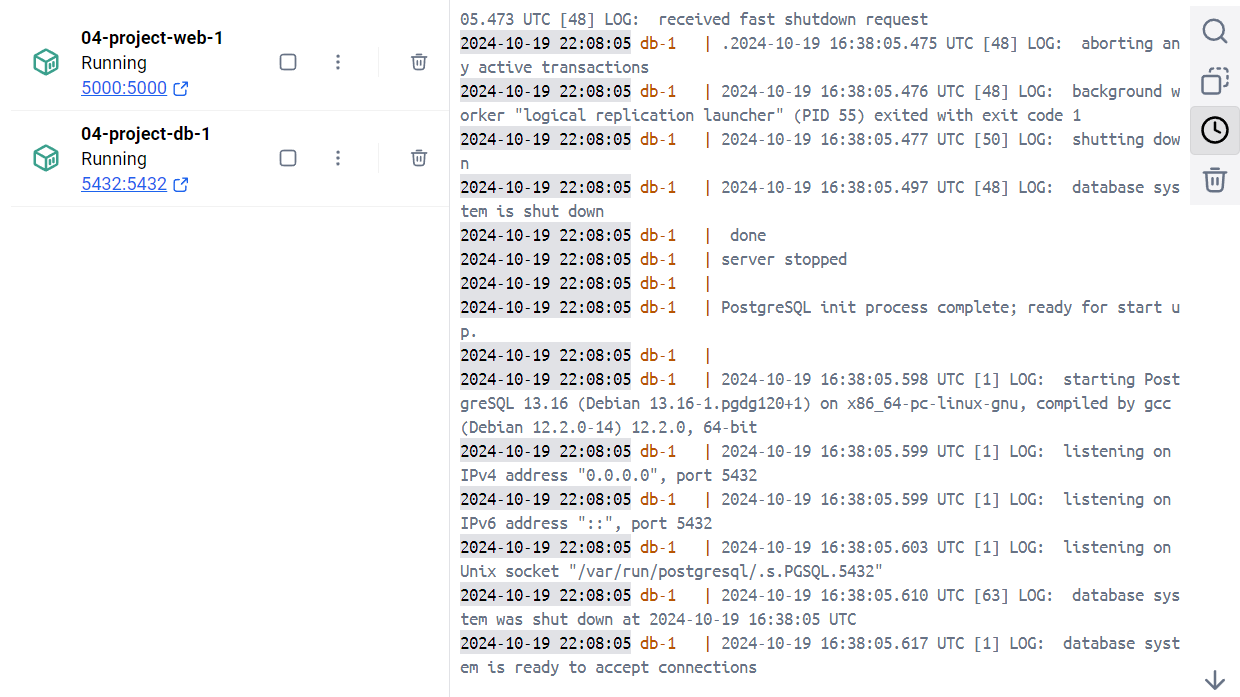 04-project-web-1
Running
5000:5000
04-project-db-1
Running
5432:5432
05.473 UTC [48] LOG:  received fast shutdown request
2024-10-19 22:08:05 db-1   | .2024-10-19 16:38:05.475 UTC [48] LOG:  aborting an
y active transactions
2024-10-19 22:08:05 db-1   | 2024-10-19 16:38:05.476 UTC [48] LOG:  background w
orker "logical replication launcher" (PID 55) exited with exit code 1
2024-10-19 22:08:05 db-1   | 2024-10-19 16:38:05.477 UTC [50] LOG:  shutting dow
n
2024-10-19 22:08:05 db-1   | 2024-10-19 16:38:05.497 UTC [48] LOG:  database sys
tem is shut down
2024-10-19 22:08:05 db-1   |  done
2024-10-19 22:08:05 db-1   | server stopped
2024-10-19 22:08:05 db-1   |
2024-10-19 22:08:05 db-1   | PostgreSQL init process complete; ready for start u
p.
2024-10-19 22:08:05 db-1   |
2024-10-19 22:08:05 db-1   | 2024-10-19 16:38:05.598 UTC [1] LOG:  starting Post
greSQL 13.16 (Debian 13.16-1.pgdg120+1) on x86_64-pc-linux-gnu, compiled by gcc
(Debian 12.2.0-14) 12.2.0, 64-bit
2024-10-19 22:08:05 db-1   | 2024-10-19 16:38:05.599 UTC [1] LOG:  listening on
IPv4 address "0.0.0.0", port 5432
2024-10-19 22:08:05 db-1   | 2024-10-19 16:38:05.599 UTC [1] LOG:  listening on
IPv6 address "::", port 5432
2024-10-19 22:08:05 db-1   | 2024-10-19 16:38:05.603 UTC [1] LOG:  listening on
Unix socket "/var/run/postgresql/.s.PGSQL.5432"
2024-10-19 22:08:05 db-1   | 2024-10-19 16:38:05.610 UTC [63] LOG:  database sys
tem was shut down at 2024-10-19 16:38:05 UTC
2024-10-19 22:08:05 db-1   | 2024-10-19 16:38:05.617 UTC [1] LOG:  database syst
em is ready to accept connections